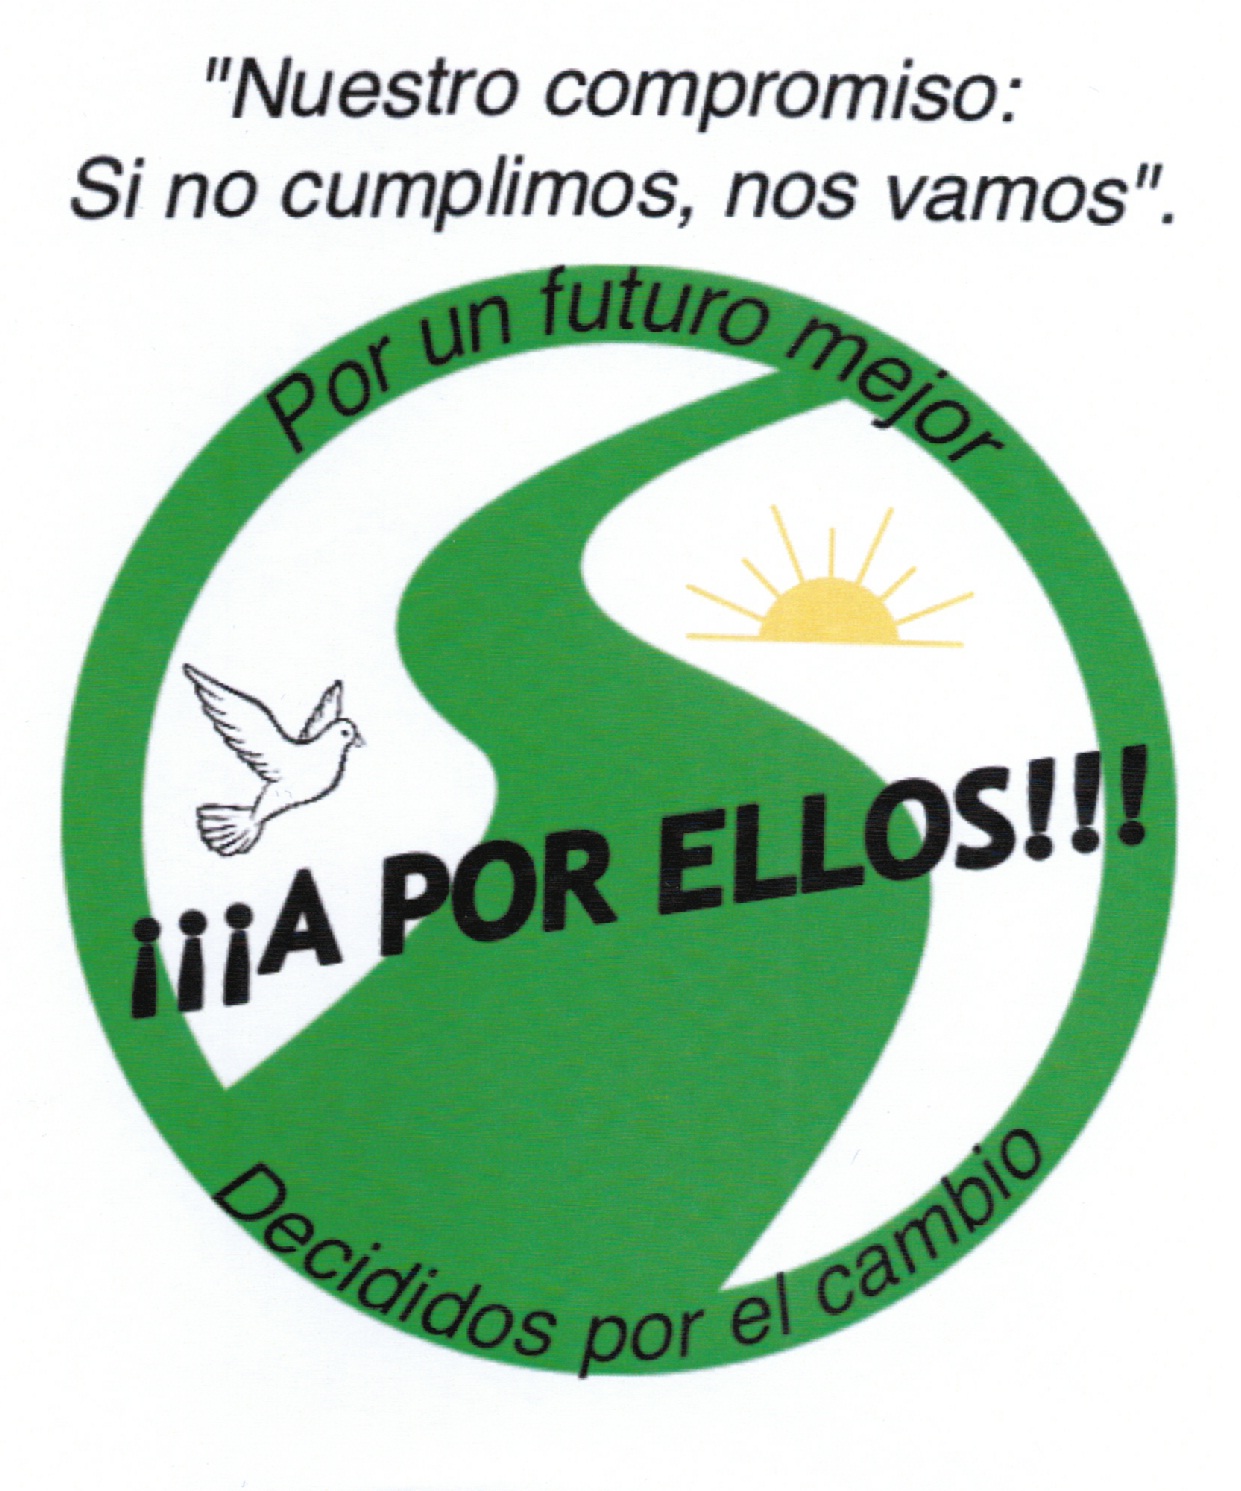 "Nuestro compromiso:
Si no cumplimos, nos vamos".
Por un futuro mejor
¡¡¡A POR ELLOS!!!
Decididos por el cambio